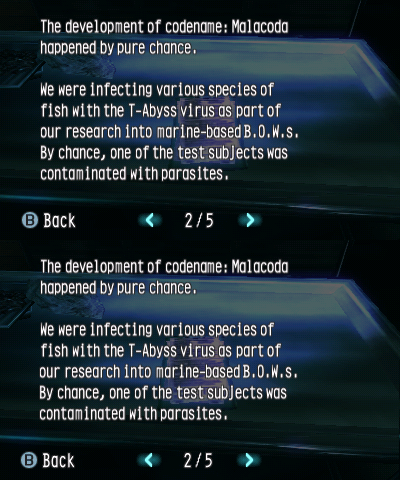 The development of codename: Malacoda
happened by pure chance.
We were infecting various species of
fish with the T-Abyss virus as part of
our research into marine-based B.O.W.s.
By chance, one of the test subjects was
contaminated with parasites.
B Back
2/5
The development of codename: Malacoda
happened by pure chance.
We were infecting various species of
fish with the T-Abyss virus as part of
our research into marine-based B.O.W.s.
By chance, one of the test subjects was
contaminated with parasites.
B Back
2/5